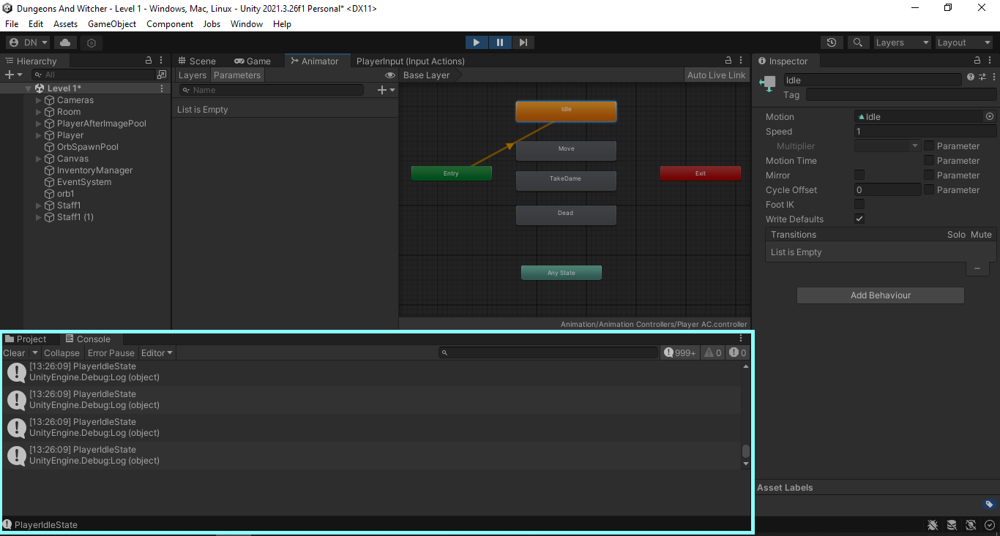 Dungeons And Witcher - Level 1 - Windows, Mac, Linux - Unity 2021.3.26f1 Personal* <DX11>
File Edit Assets GameObject Component Jobs Window Help
DN Layers Layout
Hierarchy
All
Level 1*
Cameras
Room
PlayerAfterImagePool
Player
OrbSpawnPool
Canvas
InventoryManager
EventSystem
orb1
Staff1
Staff1 (1)
Scene Game Animator PlayerInput (Input Actions)
Layers Parameters Base Layer Auto Live Link
Name
List is Empty
Idle
Move
Entry
TakeDame
Exit
Dead
Any State
Animation/Animation Controllers/Player AC.controller
Inspector
Idle
Tag
Motion Idle
Speed 1
Multiplier Parameter
Motion Time Parameter
Mirror Parameter
Cycle Offset 0 Parameter
Foot IK
Write Defaults
Transitions Solo Mute
List is Empty
Add Behaviour
Asset Labels
Project Console
Clear Collapse Error Pause Editor 999+ 0 0
[13:26:09] PlayerIdleState
UnityEngine.Debug:Log (object)
[13:26:09] PlayerIdleState
UnityEngine.Debug:Log (object)
[13:26:09] PlayerIdleState
UnityEngine.Debug:Log (object)
[13:26:09] PlayerIdleState
UnityEngine.Debug:Log (object)
PlayerIdleState